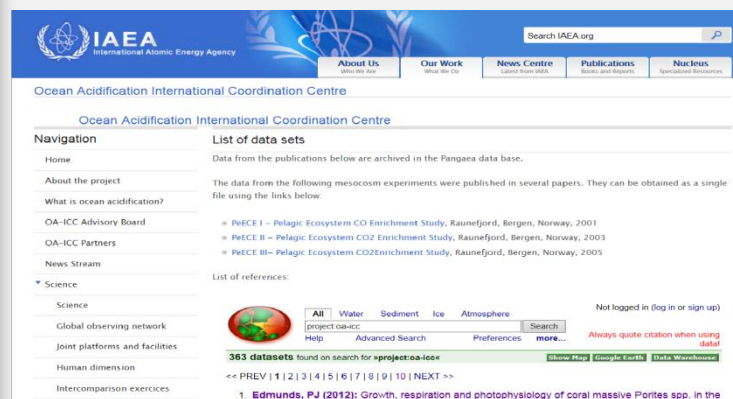 IAEA
International Atomic Energy Agency
Search IAEA.org
About Us
Who We Are
Our Work
What We Do
News Centre
Latest from IAEA
Publications
Books and Reports
Nucleus
Specialized Resources
Ocean Acidification International Coordination Centre
Ocean Acidification International Coordination Centre
Navigation
Home
About the project
What is ocean acidification?
OA-ICC Advisory Board
OA-ICC Partners
News Stream
Science
Science
Global observing network
Joint platforms and facilities
Human dimension
Intercomparison exercices
List of data sets
Data from the publications below are archived in the Pangaea data base.
The data from the following mesocosm experiments were published in several papers. They can be obtained as a single
file using the links below:
PeECE I - Pelagic Ecosystem CO Enrichment Study, Raunefjord, Bergen, Norway, 2001
PeECE II - Pelagic Ecosystem CO2 Enrichment Study, Raunefjord, Bergen, Norway, 2003
PeECE III- Pelagic Ecosystem CO2Enrichment Study, Raunefjord, Bergen, Norway, 2005
List of references:
All Water Sediment Ice Atmosphere
project:oa-icc Search
Help Advanced Search Preferences more...
Not logged in (log in or sign up)
Always quote citation when using
data!
363 datasets found on search for »project:oa-icc«
Show Map Google Earth Data Warehouse
<< PREV | 1 | 2 | 3 | 4 | 5 | 6 | 7 | 8 | 9 | 10 | NEXT >>
1. Edmunds, PJ (2012): Growth, respiration and photophysiology of coral massive Porites spp. in the